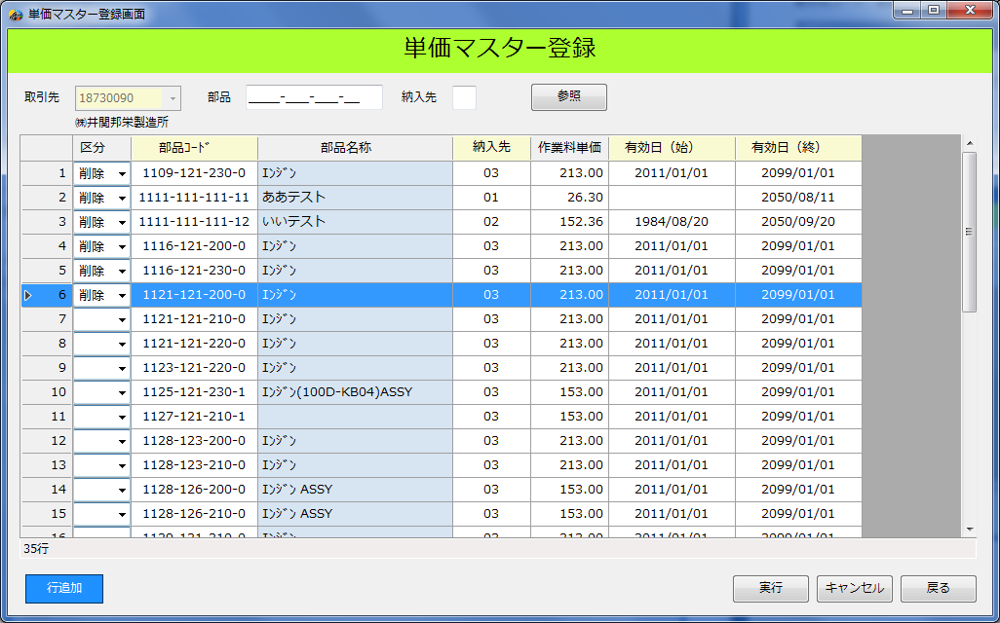 単価マスター登録画面
単価マスター登録
取引先 18730090 部品 _____-___-___-__ 納入先 参照
㈱井関邦栄製造所
区分 部品ｺｰﾄﾞ 部品名称 納入先 作業料単価 有効日（始） 有効日（終）
1 削除 1109-121-230-0 ｴﾝｼﾞﾝ 03 213.00 2011/01/01 2099/01/01
2 削除 1111-111-111-11 ああテスト 01 26.30 2050/08/11
3 削除 1111-111-111-12 いいテスト 02 152.36 1984/08/20 2050/09/20
4 削除 1116-121-200-0 ｴﾝｼﾞﾝ 03 213.00 2011/01/01 2099/01/01
5 削除 1116-121-230-0 ｴﾝｼﾞﾝ 03 213.00 2011/01/01 2099/01/01
6 削除 1121-121-200-0 ｴﾝｼﾞﾝ 03 213.00 2011/01/01 2099/01/01
7 1121-121-210-0 ｴﾝｼﾞﾝ 03 213.00 2011/01/01 2099/01/01
8 1121-121-220-0 ｴﾝｼﾞﾝ 03 213.00 2011/01/01 2099/01/01
9 1123-121-220-0 ｴﾝｼﾞﾝ 03 213.00 2011/01/01 2099/01/01
10 1125-121-230-1 ｴﾝｼﾞﾝ(100D-KB04)ASSY 03 153.00 2011/01/01 2099/01/01
11 1127-121-210-1 03 153.00 2011/01/01 2099/01/01
12 1128-123-200-0 ｴﾝｼﾞﾝ 03 213.00 2011/01/01 2099/01/01
13 1128-123-210-0 ｴﾝｼﾞﾝ 03 213.00 2011/01/01 2099/01/01
14 1128-126-200-0 ｴﾝｼﾞﾝ ASSY 03 153.00 2011/01/01 2099/01/01
15 1128-126-210-0 ｴﾝｼﾞﾝ ASSY 03 153.00 2011/01/01 2099/01/01
35行
行追加 実行 キャンセル 戻る